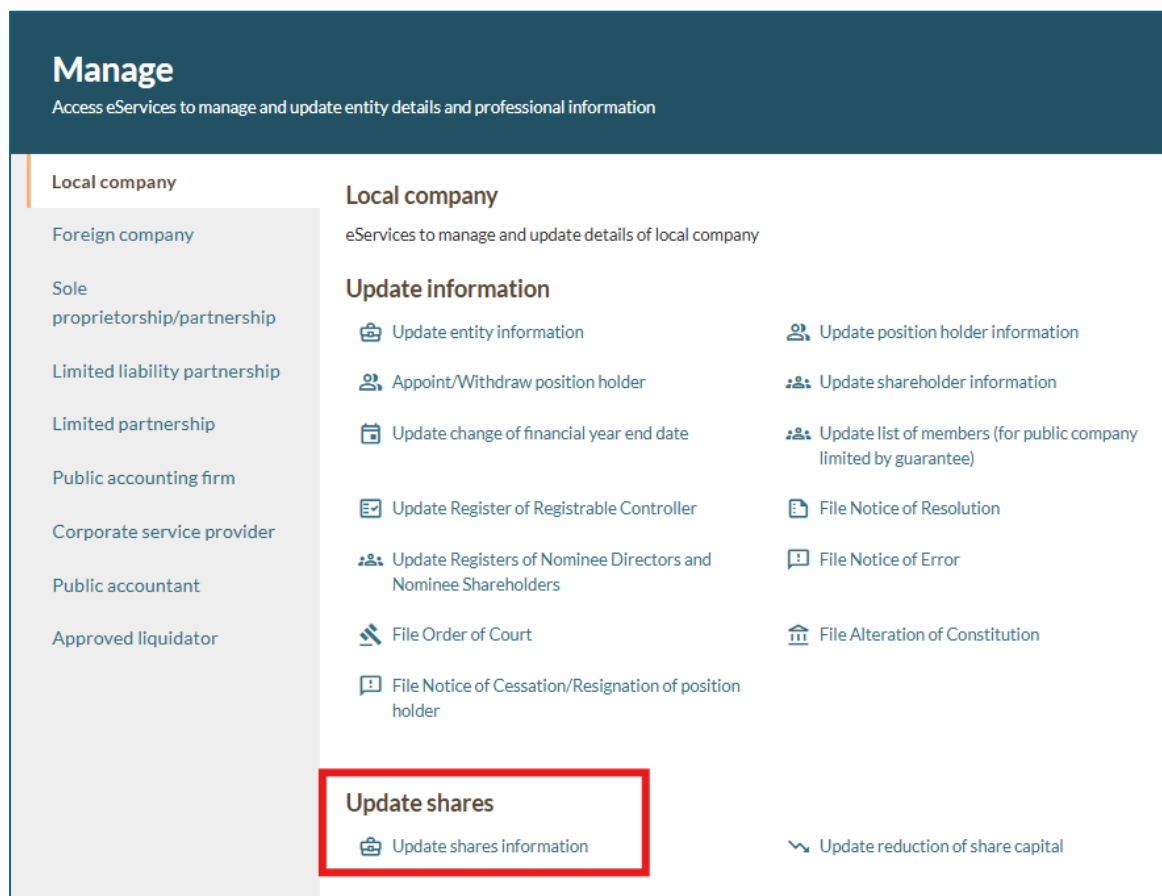 Manage
Access eServices to manage and update entity details and professional information
Local company
Foreign company
Sole
proprietorship/partnership
Limited liability partnership
Limited partnership
Public accounting firm
Corporate service provider
Public accountant
Approved liquidator
Local company
eServices to manage and update details of local company
Update information
Update entity information
Update position holder information
Appoint/Withdraw position holder
Update shareholder information
Update change of financial year end date
Update list of members (for public company
limited by guarantee)
Update Register of Registrable Controller
File Notice of Resolution
Update Registers of Nominee Directors and
Nominee Shareholders
File Notice of Error
File Order of Court
File Alteration of Constitution
File Notice of Cessation/Resignation of position
holder
Update shares
Update shares information
Update reduction of share capital